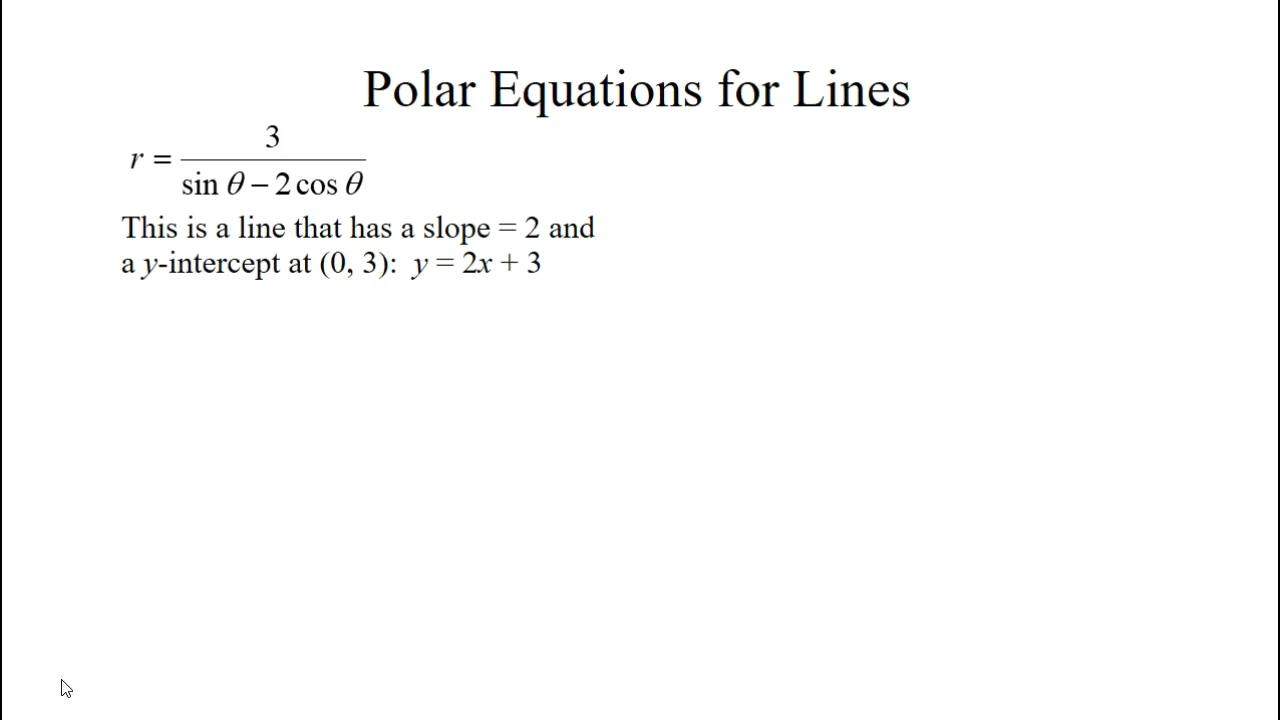 Polar Equations for Lines
r = 3 / (sin θ – 2 cos θ)
This is a line that has a slope = 2 and
a y-intercept at (0, 3): y = 2x + 3